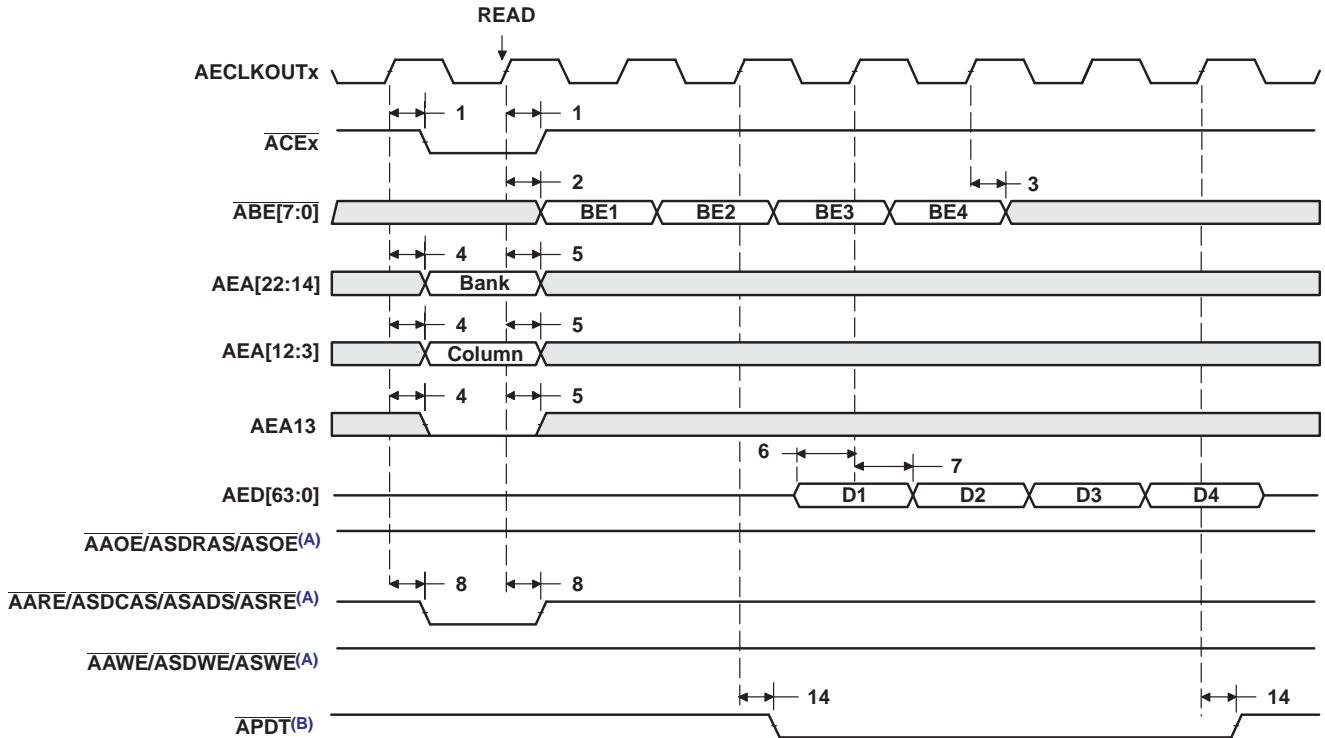 READ
AECLKOUTx
1 1
ACEx
2 3
ABE[7:0] BE1 BE2 BE3 BE4
4 5
AEA[22:14] Bank
4 5
AEA[12:3] Column
4 5
AEA13
6 7
AED[63:0] D1 D2 D3 D4
AAOE/ASDRAS/ASOE(A)
8 8
AARE/ASDCAS/ASADS/ASRE(A)
AAWE/ASDWE/ASWE(A)
14 14
APDT(B)